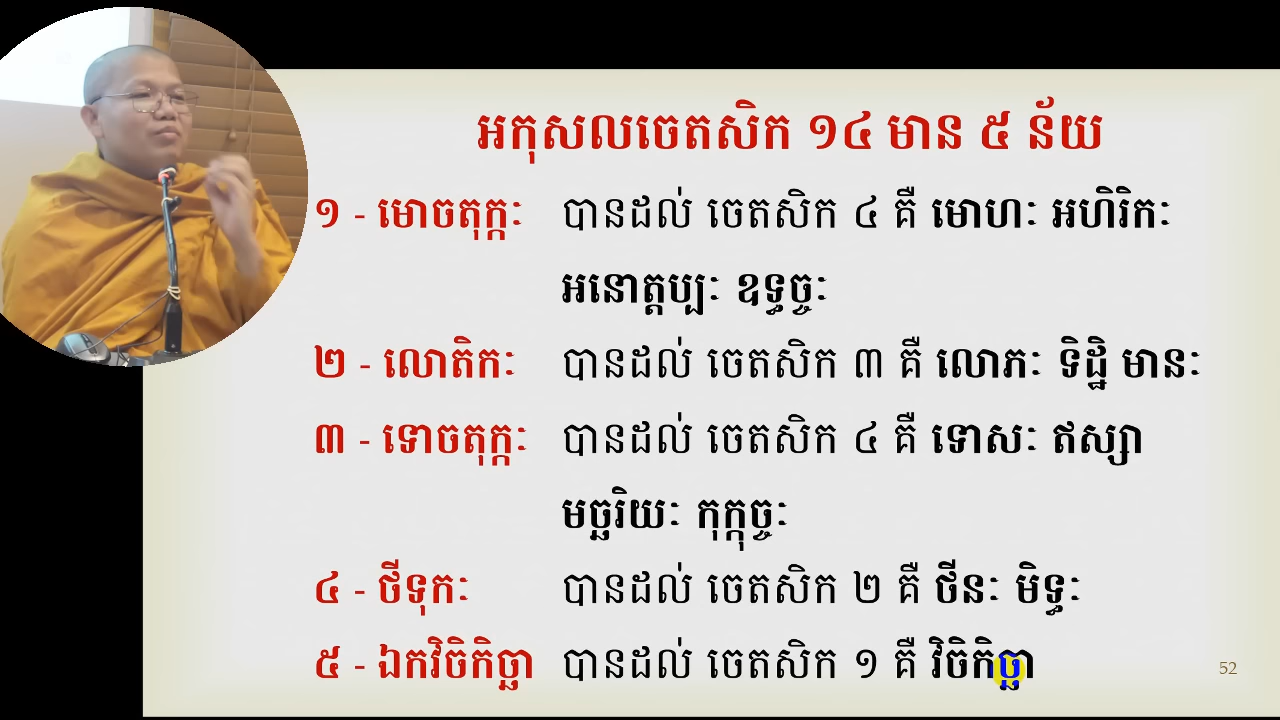 អកុសលចេតសិក ១៤ មាន ៥ ន័យ
១ - មោចតុក្កៈ បានដល់ ចេតសិក ៤ គឺ មោហៈ អហិរិកៈ
អនោត្តប្បៈ ឧទ្ធច្ចៈ
២ - លោតិកៈ បានដល់ ចេតសិក ៣ គឺ លោភៈ ទិដ្ឋិ មានៈ
៣ - ទោចតុក្កៈ បានដល់ ចេតសិក ៤ គឺ ទោសៈ ឥស្សា
មច្ឆរិយៈ កុក្កុច្ចៈ
៤ - ថីទុកៈ បានដល់ ចេតសិក ២ គឺ ថីនៈ មិទ្ធៈ
៥ - ឯកវិចិកិច្ឆា បានដល់ ចេតសិក ១ គឺ វិចិកិច្ឆា
52